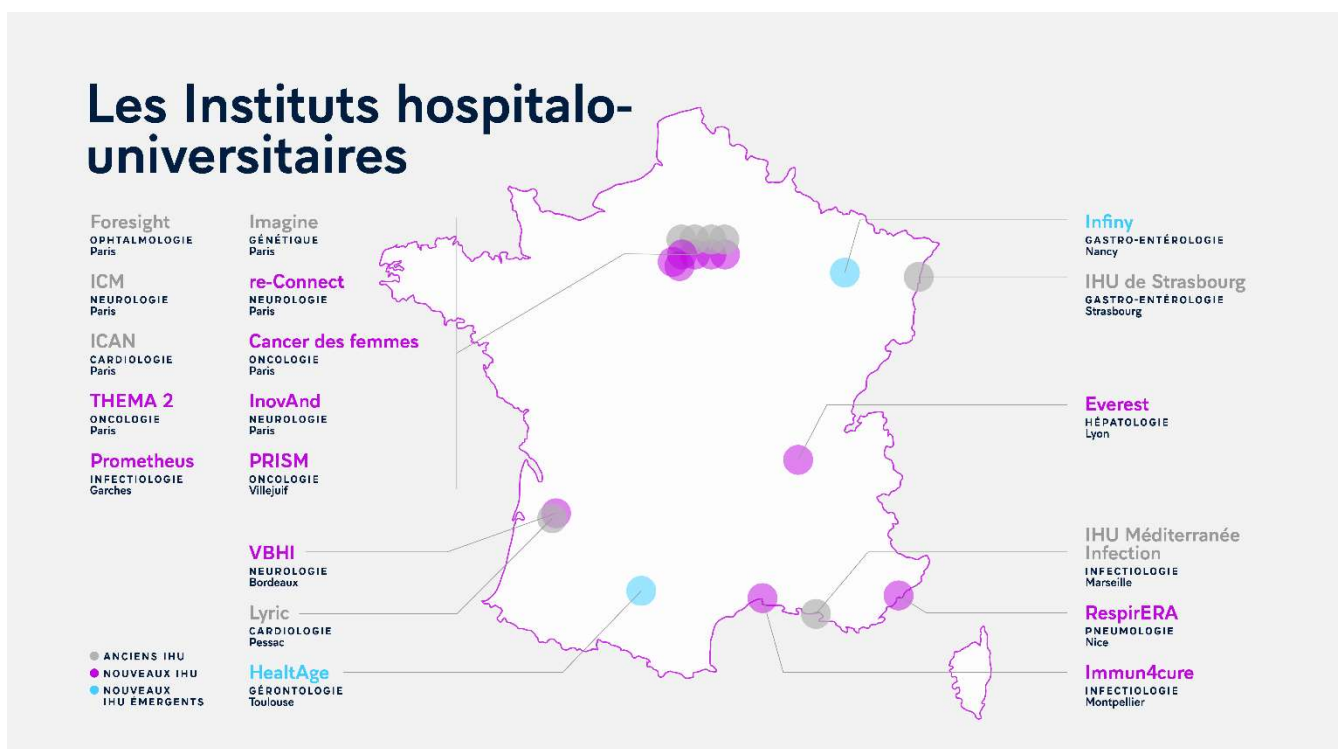 Les Instituts hospitalo-
universitaires
Foresight
OPHTALMOLOGIE
Paris
ICM
NEUROLOGIE
Paris
ICAN
CARDIOLOGIE
Paris
THEMA 2
ONCOLOGIE
Paris
Prometheus
INFECTIOLOGIE
Garches
Imagine
GÉNÉTIQUE
Paris
re-Connect
NEUROLOGIE
Paris
Cancer des femmes
ONCOLOGIE
Paris
InovAnd
NEUROLOGIE
Paris
PRISM
ONCOLOGIE
Villejuif
VBHI
NEUROLOGIE
Bordeaux
Lyric
CARDIOLOGIE
Pessac
HealtAge
GÉRONTOLOGIE
Toulouse
Infiny
GASTRO-ENTÉROLOGIE
Nancy
IHU de Strasbourg
GASTRO-ENTÉROLOGIE
Strasbourg
Everest
HÉPATOLOGIE
Lyon
IHU Méditerranée
Infection
INFECTIOLOGIE
Marseille
RespirERA
PNEUMOLOGIE
Nice
Immun4cure
INFECTIOLOGIE
Montpellier
ANCIENS IHU
NOUVEAUX IHU
NOUVEAUX
IHU ÉMERGENTS